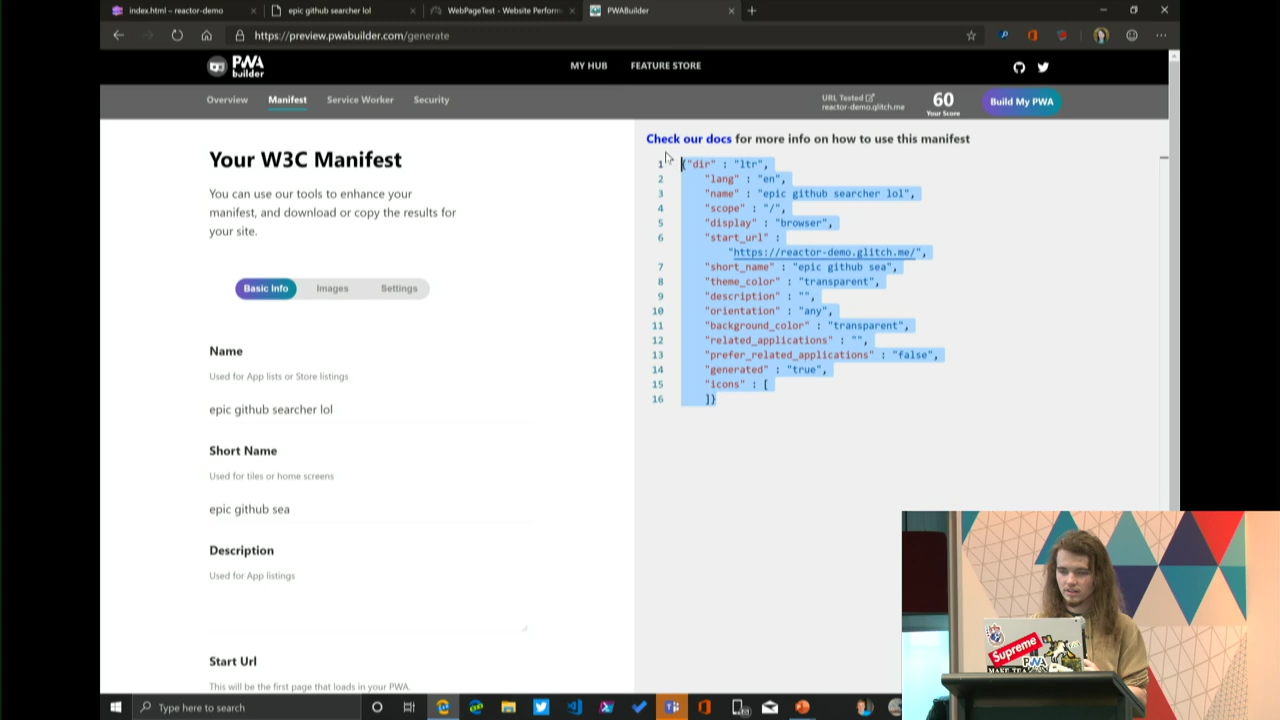 index.html – reactor-demo
epic github searcher lol
WebPageTest - Website Perform
PWABuilder
https://preview.pwabuilder.com/generate
PWA
builder
MY HUB
FEATURE STORE
Overview
Manifest
Service Worker
Security
URL Tested
reactor-demo.glitch.me
60
Your Score
Build My PWA
Your W3C Manifest
You can use our tools to enhance your
manifest, and download or copy the results for
your site.
Basic Info
Images
Settings
Name
Used for App lists or Store listings
epic github searcher lol
Short Name
Used for tiles or home screens
epic github sea
Description
Used for App listings
Start Url
This will be the first page that loads in your PWA.
Check our docs for more info on how to use this manifest
1 {"dir" : "ltr",
2 "lang" : "en",
3 "name" : "epic github searcher lol",
4 "scope" : "/",
5 "display" : "browser",
6 "start_url" :
"https://reactor-demo.glitch.me/",
7 "short_name" : "epic github sea",
8 "theme_color" : "transparent",
9 "description" : "",
10 "orientation" : "any",
11 "background_color" : "transparent",
12 "related_applications" : "",
13 "prefer_related_applications" : "false",
14 "generated" : "true",
15 "icons" : [
16 ]}
Supreme
PWA
Type here to search